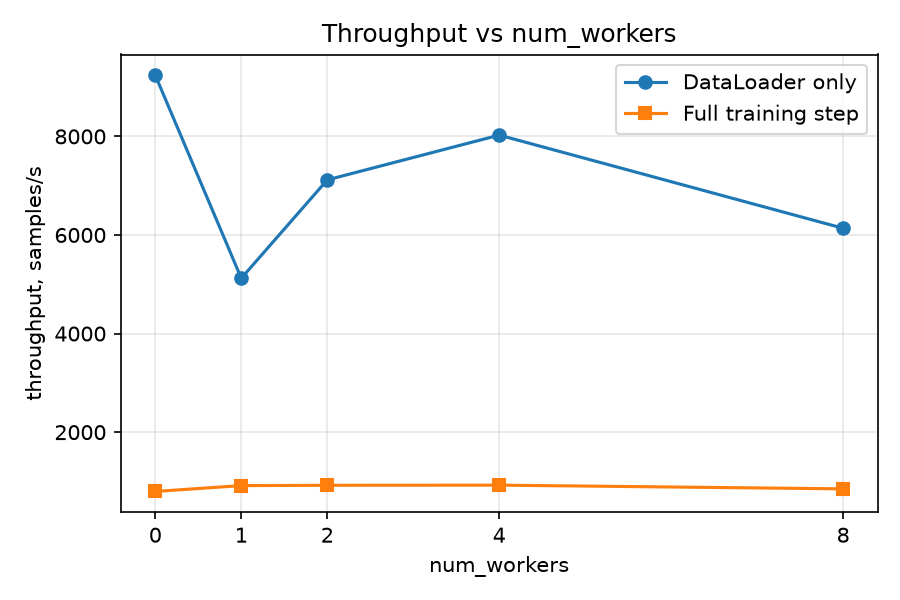 Throughput vs num_workers
DataLoader only
Full training step
throughput, samples/s
8000
6000
4000
2000
0 1 2 4 8
num_workers